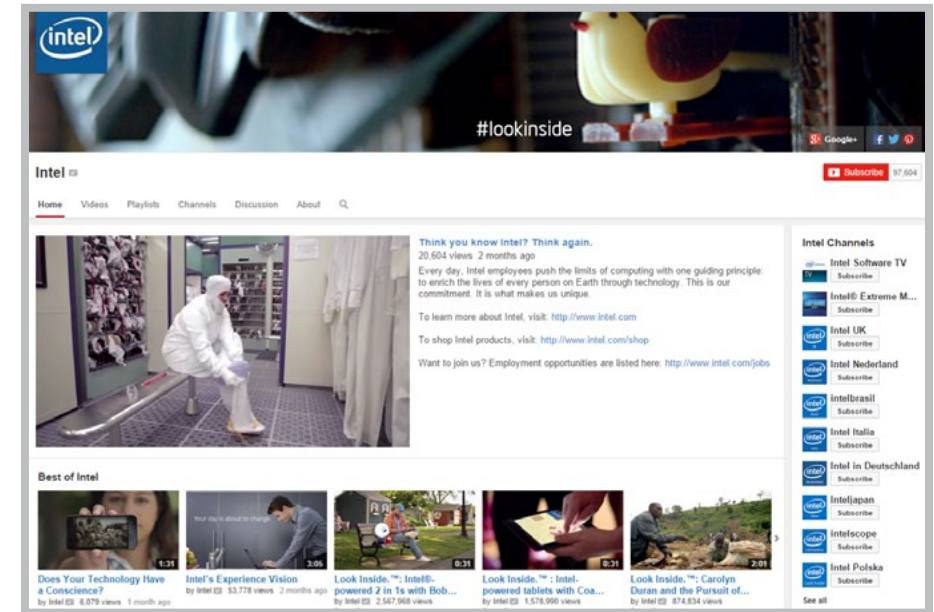 intel
#lookinside
Google+
Intel
Subscribe 97,604
Home Videos Playlists Channels Discussion About
Think you know Intel? Think again.
20,604 views 2 months ago
Every day, Intel employees push the limits of computing with one guiding principle:
to enrich the lives of every person on Earth through technology. This is our
commitment. It is what makes us unique.
To learn more about Intel, visit: http://www.intel.com
To shop Intel products, visit: http://www.intel.com/shop
Want to join us? Employment opportunities are listed here: http://www.intel.com/jobs
Best of Intel
Your day is about to change
1:31
3:05
0:31
0:31
2:01
Does Your Technology Have
a Conscience?
by Intel 6,079 views 1 month ago
Intel's Experience Vision
by Intel 53,778 views 2 months ago
Look Inside.™: Intel®-
powered 2 in 1s with Bob...
by Intel 2,567,968 views
Look Inside.™ : Intel-
powered tablets with Coa...
by Intel 1,578,990 views
Look Inside.™: Carolyn
Duran and the Pursuit of...
by Intel 874,834 views
Intel Channels
Intel Software TV
Subscribe
Intel® Extreme M...
Subscribe
Intel UK
Subscribe
Intel Nederland
Subscribe
intelbrasil
Subscribe
Intel Italia
Subscribe
Intel in Deutschland
Subscribe
Inteljapan
Subscribe
intelscope
Subscribe
Intel Polska
Subscribe
See all